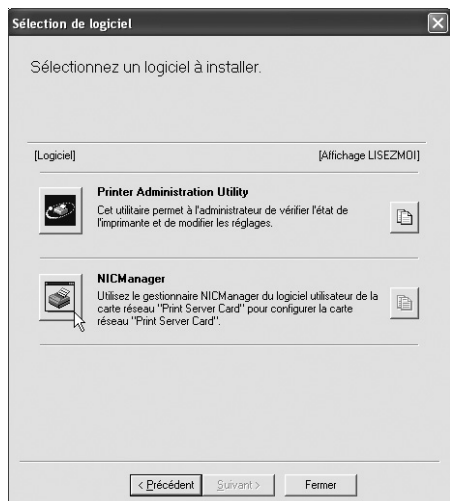 Sélection de logiciel
Sélectionnez un logiciel à installer.
[Logiciel] [Affichage LISEZMOI]
Printer Administration Utility
Cet utilitaire permet à l'administrateur de vérifier l'état de
l'imprimante et de modifier les réglages.
NICManager
Utilisez le gestionnaire NICManager du logiciel utilisateur de la
carte réseau "Print Server Card" pour configurer la carte
réseau "Print Server Card".
< Précédent Suivant > Fermer